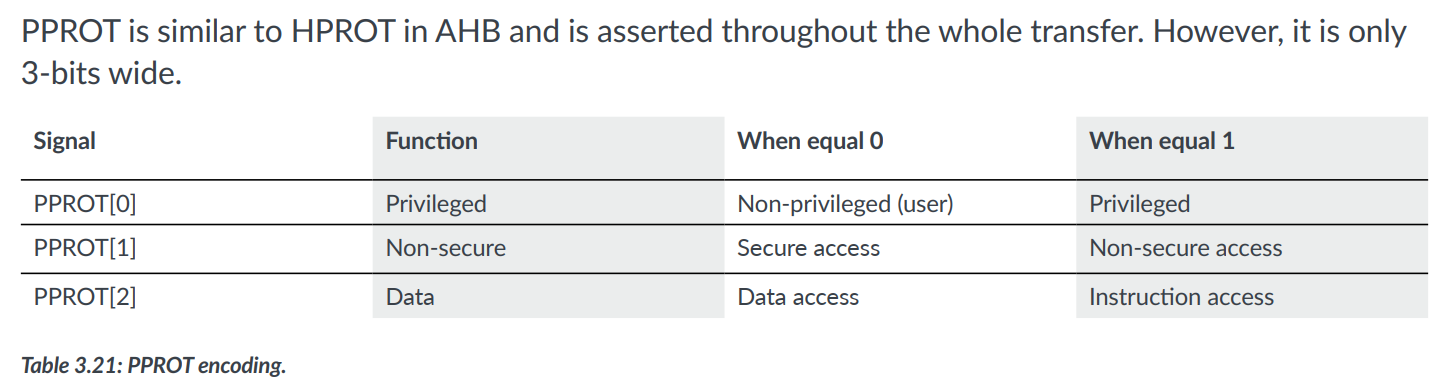 PPROT is similar to HPROT in AHB and is asserted throughout the whole transfer. However, it is only
3-bits wide.
Signal Function When equal 0 When equal 1
PPROT[0] Privileged Non-privileged (user) Privileged
PPROT[1] Non-secure Secure access Non-secure access
PPROT[2] Data Data access Instruction access
Table 3.21: PPROT encoding.